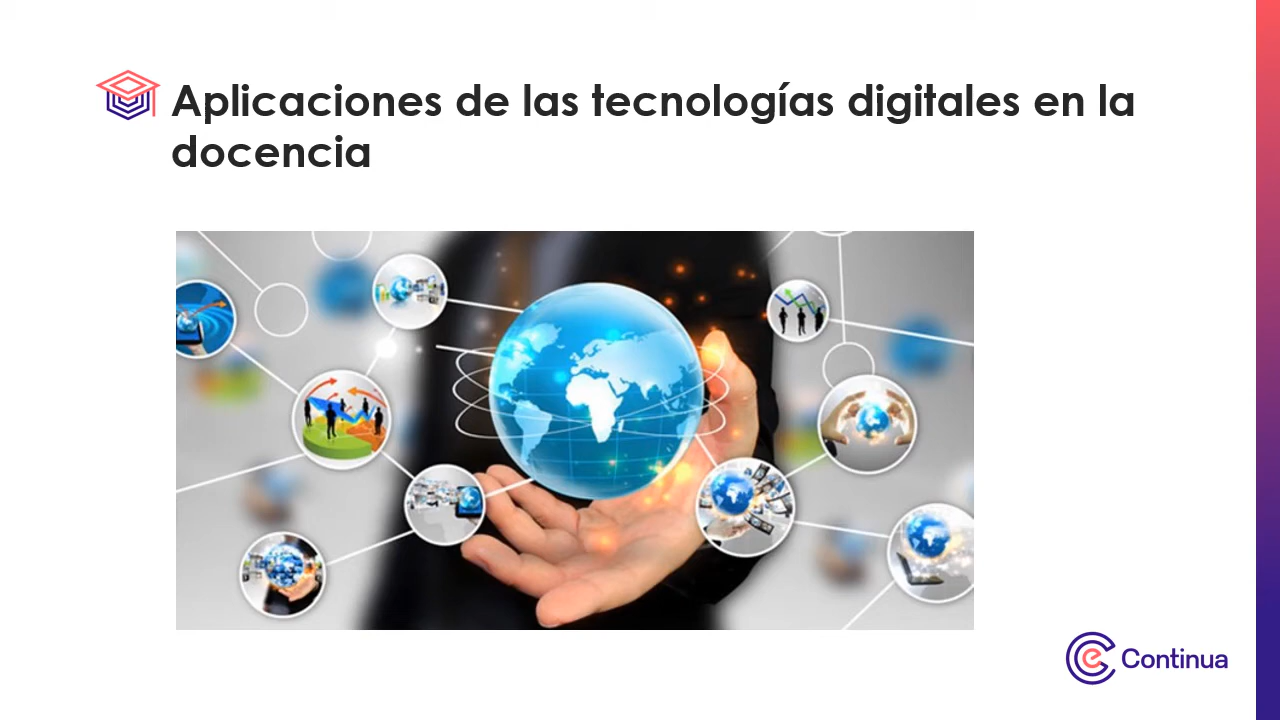 Aplicaciones de las tecnologías digitales en la
docencia
Continua